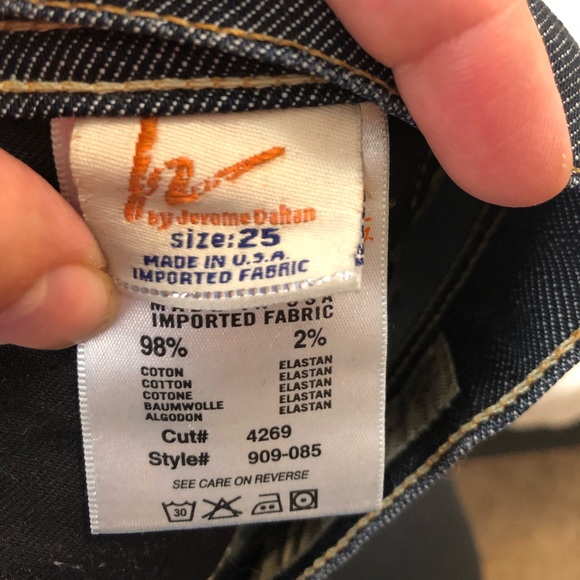 by Jerome Dahan
size: 25
MADE IN U.S.A.
IMPORTED FABRIC
IMPORTED FABRIC
98% 2%
COTTON ELASTAN
COTTON ELASTAN
COTONE ELASTAN
BAUMWOLLE ELASTAN
ALGODON ELASTAN
Cut# 4269
Style# 909-085
SEE CARE ON REVERSE
30